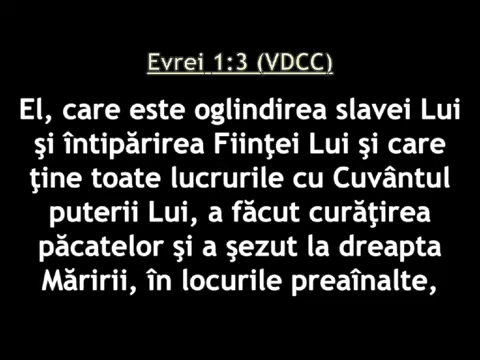 Evrei 1:3 (VDCC)
El, care este oglindirea slavei Lui
şi întipărirea Fiinţei Lui şi care
ţine toate lucrurile cu Cuvântul
puterii Lui, a făcut curăţirea
păcatelor şi a şezut la dreapta
Măririi, în locurile preaînalte,